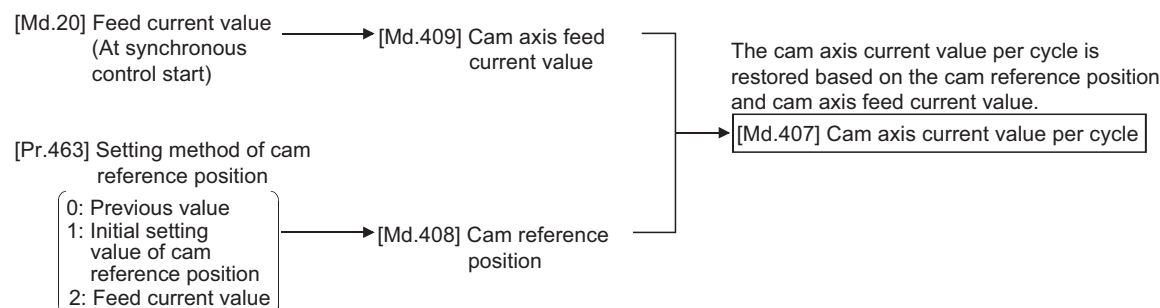 [Md.20] Feed current value
(At synchronous
control start)
[Md.409] Cam axis feed
current value
The cam axis current value per cycle is
restored based on the cam reference position
and cam axis feed current value.
[Md.407] Cam axis current value per cycle
[Pr.463] Setting method of cam
reference position
0: Previous value
1: Initial setting
value of cam
reference position
2: Feed current value
[Md.408] Cam reference
position